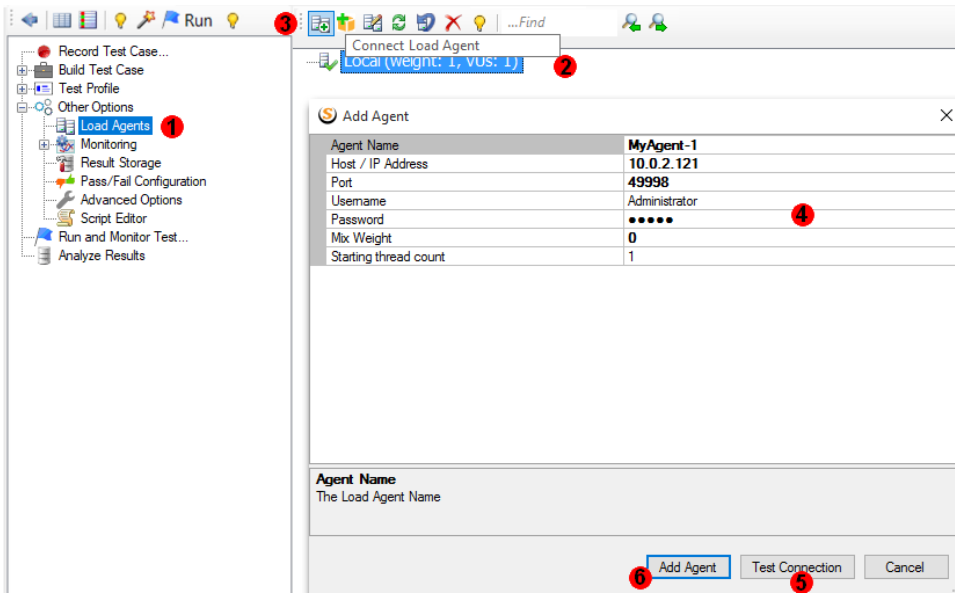 Run
3
...Find
Connect Load Agent
Local (weight: 1, VUs: 1)
2
Record Test Case...
Build Test Case
Test Profile
Other Options
Load Agents
1
Monitoring
Result Storage
Pass/Fail Configuration
Advanced Options
Script Editor
Run and Monitor Test...
Analyze Results
S Add Agent
Agent Name MyAgent-1
Host / IP Address 10.0.2.121
Port 49998
Username Administrator
Password ●●●●●
4
Mix Weight 0
Starting thread count 1
Agent Name
The Load Agent Name
6 Add Agent Test Connection Cancel
5